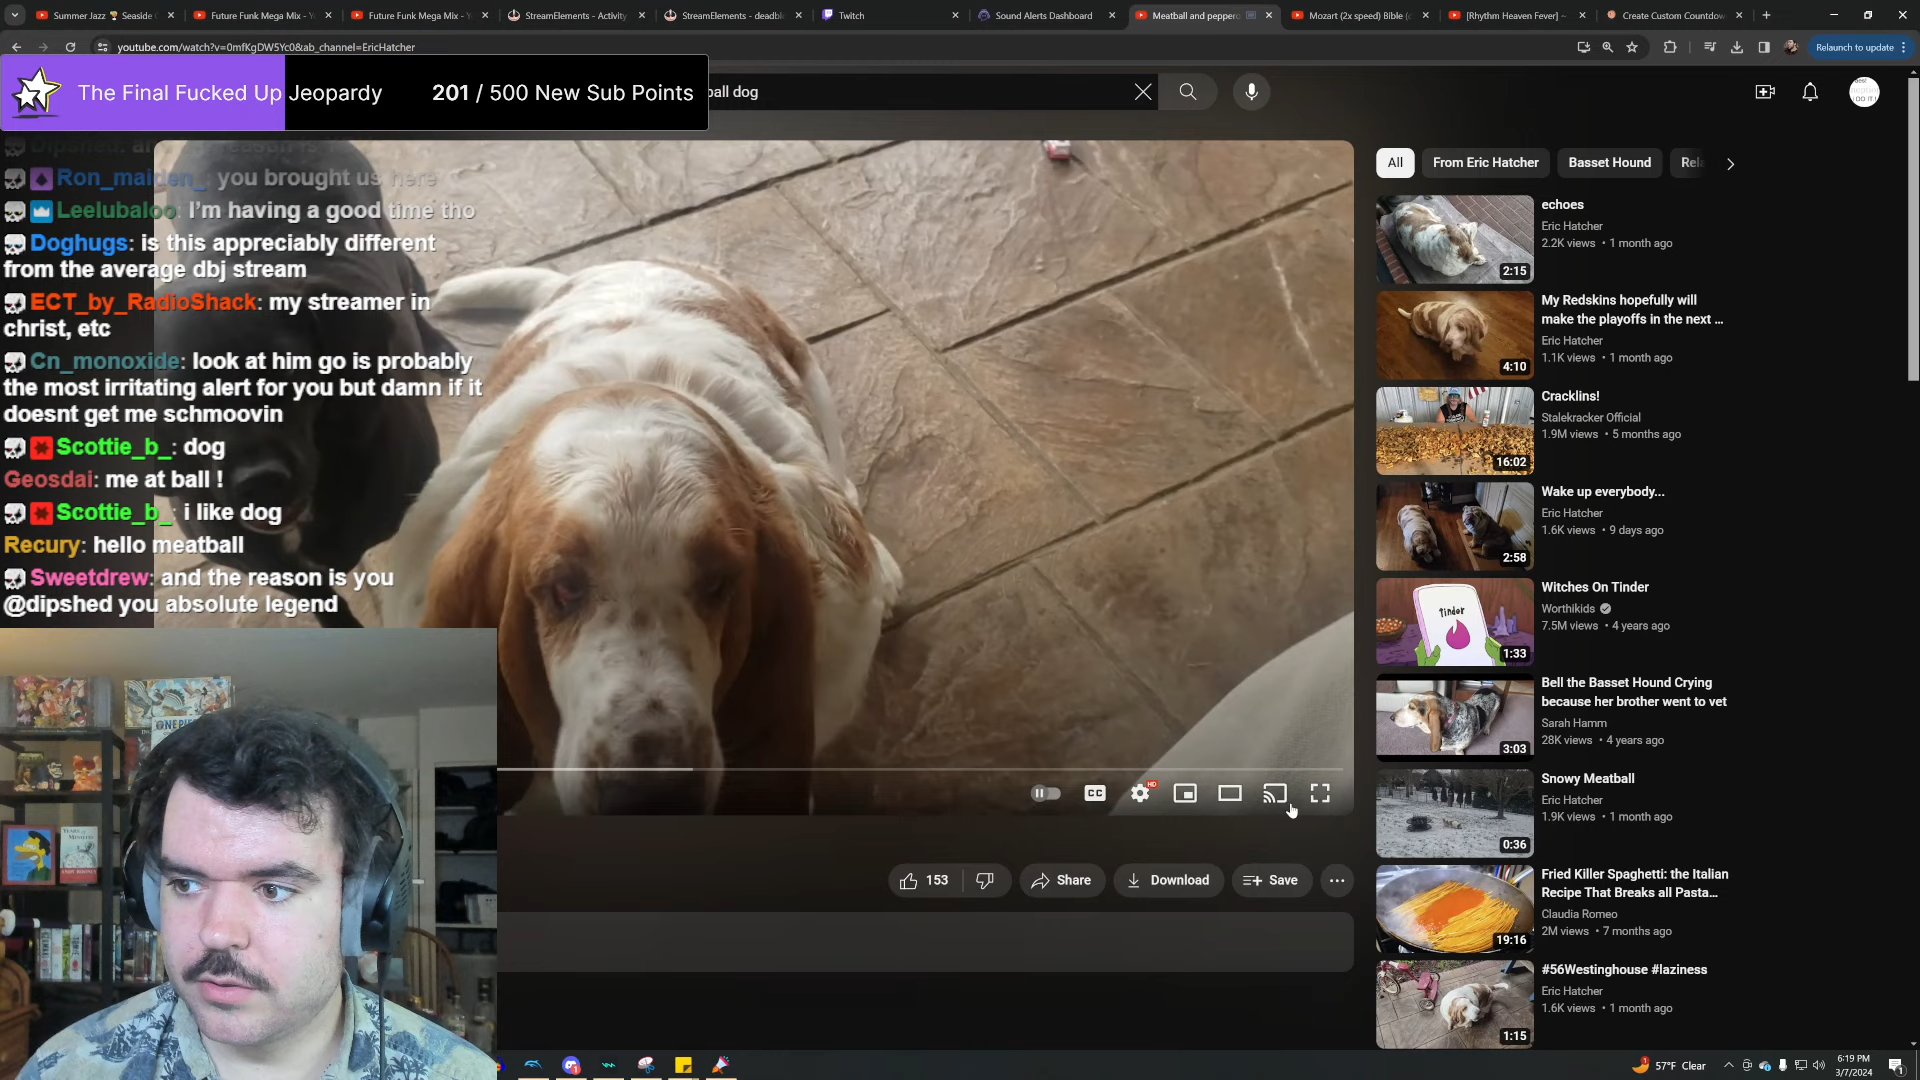 Summer Jazz 🍹 Seaside C
Future Funk Mega Mix - Y
Future Funk Mega Mix - Y
StreamElements - Activity
StreamElements - deadbl
Twitch
Sound Alerts Dashboard
Meatball and peppero
Mozart (2x speed) Bible (
[Rhythm Heaven Fever] ~
Create Custom Countdow
youtube.com/watch?v=0mfKgDW5Yc0&ab_channel=EricHatcher
Relaunch to update
The Final Fucked Up Jeopardy 201 / 500 New Sub Points
ball dog
Ron_maiden_: you brought us here
Leelubaloo: I'm having a good time tho
Doghugs: is this appreciably different
from the average dbj stream
ECT_by_RadioShack: my streamer in
christ, etc
Cn_monoxide: look at him go is probably
the most irritating alert for you but damn if it
doesnt get me schmoovin
Scottie_b_: dog
Geosdai: me at ball !
Scottie_b_: i like dog
Recury: hello meatball
Sweetdrew: and the reason is you
@dipshed you absolute legend
CC
HD
153
Share
Download
Save
All
From Eric Hatcher
Basset Hound
Rel
echoes
Eric Hatcher
2.2K views • 1 month ago
2:15
My Redskins hopefully will
make the playoffs in the next ...
Eric Hatcher
1.1K views • 1 month ago
4:10
Cracklins!
Stalekracker Official
1.9M views • 5 months ago
16:02
Wake up everybody...
Eric Hatcher
1.6K views • 9 days ago
2:58
tinder
Witches On Tinder
Worthikids
7.5M views • 4 years ago
1:33
Bell the Basset Hound Crying
because her brother went to vet
Sarah Hamm
28K views • 4 years ago
3:03
Snowy Meatball
Eric Hatcher
1.9K views • 1 month ago
0:36
Fried Killer Spaghetti: the Italian
Recipe That Breaks all Pasta...
Claudia Romeo
2M views • 7 months ago
19:16
#56Westinghouse #laziness
Eric Hatcher
1.6K views • 1 month ago
1:15
57°F Clear
6:19 PM
3/7/2024